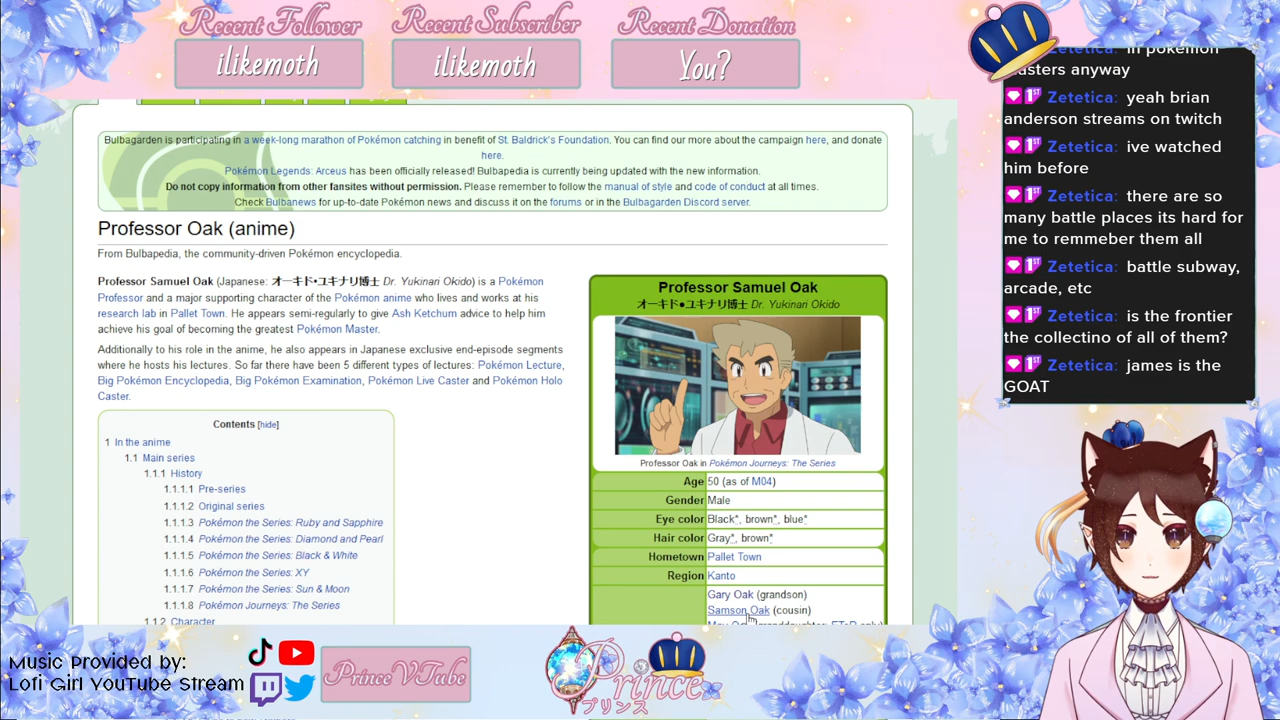 Recent Follower
ilikemoth
Recent Subscriber
ilikemoth
Recent Donation
You?
Bulbagarden is participating in a week-long marathon of Pokémon catching in benefit of St. Baldrick's Foundation. You can find our more about the campaign here, and donate
here.
Pokémon Legends: Arceus has been officially released! Bulbapedia is currently being updated with the new information.
Do not copy information from other fansites without permission. Please remember to follow the manual of style and code of conduct at all times.
Check Bulbanews for up-to-date Pokémon news and discuss it on the forums or in the Bulbagarden Discord server.
Professor Oak (anime)
From Bulbapedia, the community-driven Pokémon encyclopedia.
Professor Samuel Oak (Japanese: オーキド・ユキナリ博士 Dr. Yukinari Okido) is a Pokémon
Professor and a major supporting character of the Pokémon anime who lives and works at his
research lab in Pallet Town. He appears semi-regularly to give Ash Ketchum advice to help him
achieve his goal of becoming the greatest Pokémon Master.
Additionally to his role in the anime, he also appears in Japanese exclusive end-episode segments
where he hosts his lectures. So far there have been 5 different types of lectures: Pokémon Lecture,
Big Pokémon Encyclopedia, Big Pokémon Examination, Pokémon Live Caster and Pokémon Holo
Caster.
Contents [hide]
1 In the anime
1.1 Main series
1.1.1 History
1.1.1.1 Pre-series
1.1.1.2 Original series
1.1.1.3 Pokémon the Series: Ruby and Sapphire
1.1.1.4 Pokémon the Series: Diamond and Pearl
1.1.1.5 Pokémon the Series: Black & White
1.1.1.6 Pokémon the Series: XY
1.1.1.7 Pokémon the Series: Sun & Moon
1.1.1.8 Pokémon Journeys: The Series
1.1.2 Character
Professor Samuel Oak
オーキド•ユキナリ博士 Dr. Yukinari Okido
Professor Oak in Pokémon Journeys: The Series
Age 50 (as of M04)
Gender Male
Eye color Black*, brown*, blue*
Hair color Gray*, brown*
Hometown Pallet Town
Region Kanto
Gary Oak (grandson)
Samson Oak (cousin)
Zetetica: in pokemon
masters anyway
Zetetica: yeah brian
anderson streams on twitch
Zetetica: ive watched
him before
Zetetica: there are so
many battle places its hard for
me to remmeber them all
Zetetica: battle subway,
arcade, etc
Zetetica: is the frontier
the collectino of all of them?
Zetetica: james is the
GOAT
Music Provided by:
Lofi Girl YouTube Stream
PrinceVTube
Prince
プリンス